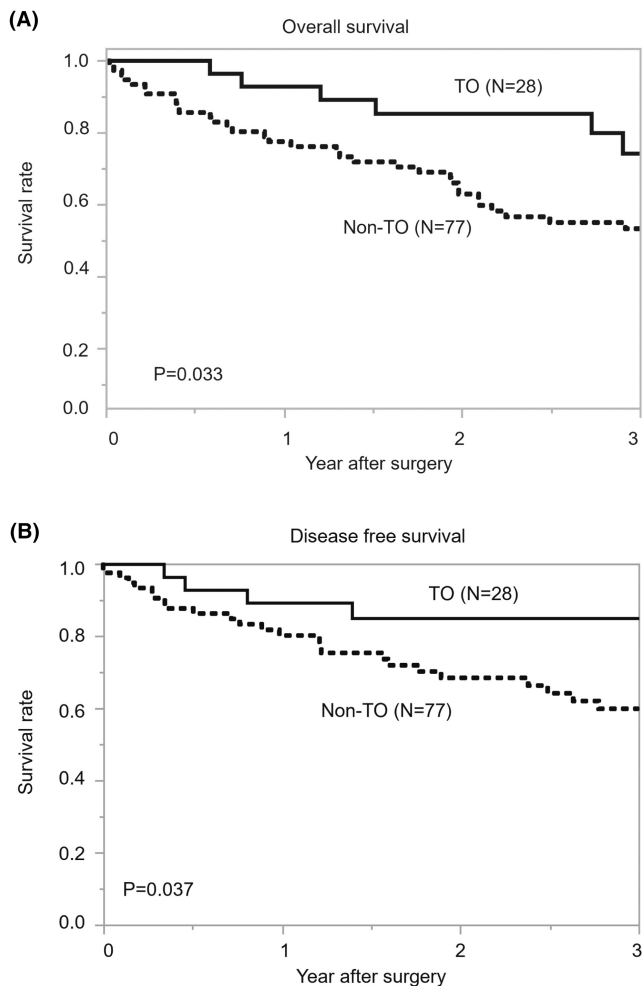 (A)
Overall survival
1.0
0.8
0.6
0.4
0.2
0.0
Survival rate
TO (N=28)
Non-TO (N=77)
P=0.033
0 1 2 3
Year after surgery
(B)
Disease free survival
1.0
0.8
0.6
0.4
0.2
0.0
Survival rate
TO (N=28)
Non-TO (N=77)
P=0.037
0 1 2 3
Year after surgery